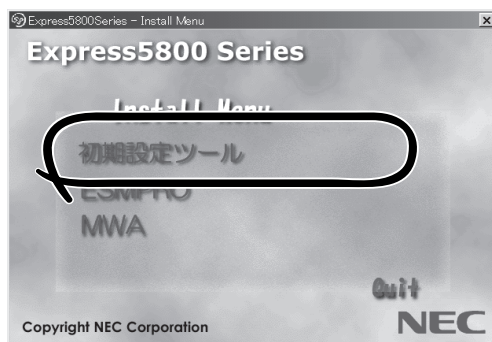 Express5800Series - Install Menu
Express5800 Series
Install Menu
初期設定ツール
ESMPRO
MWA
Quit
Copyright NEC Corporation
NEC